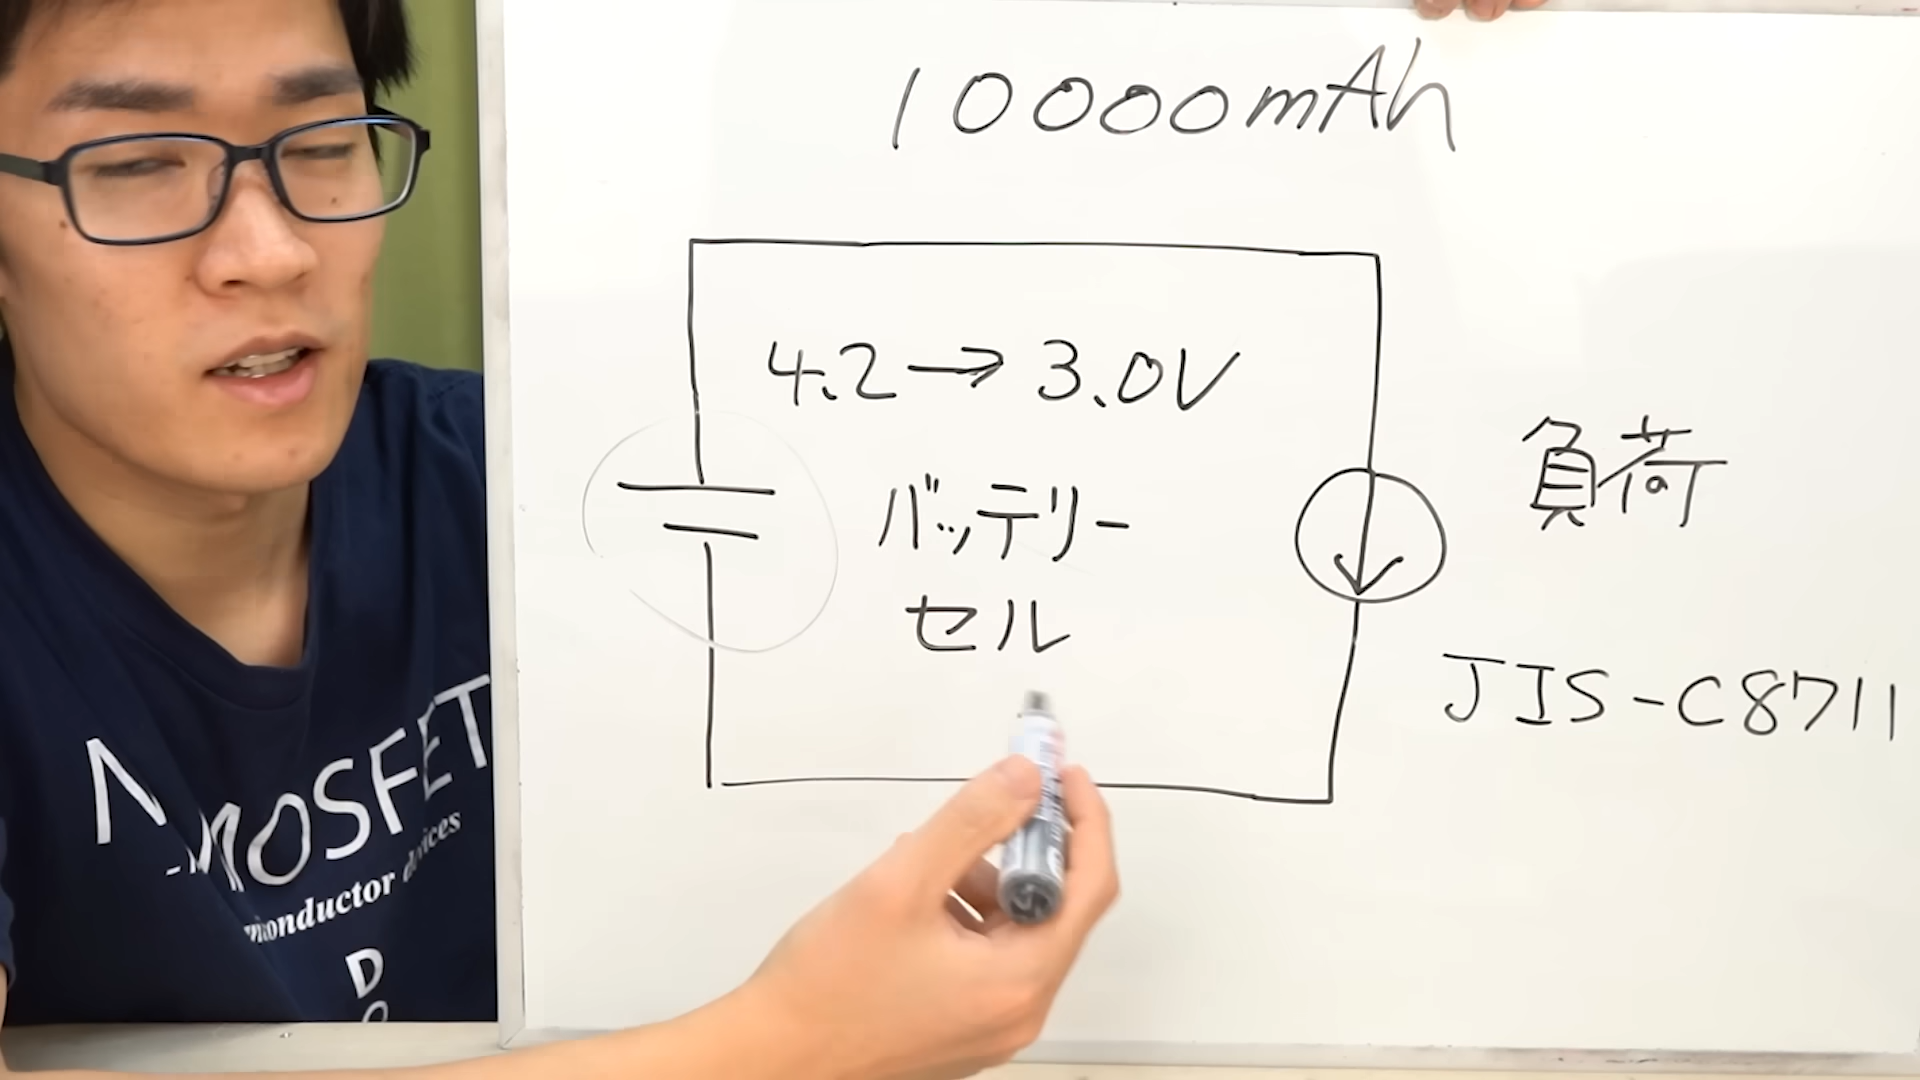 10000mAh
4.2→3.0V
バッテリー
セル
負荷
JIS-C8711
MOSFET
D